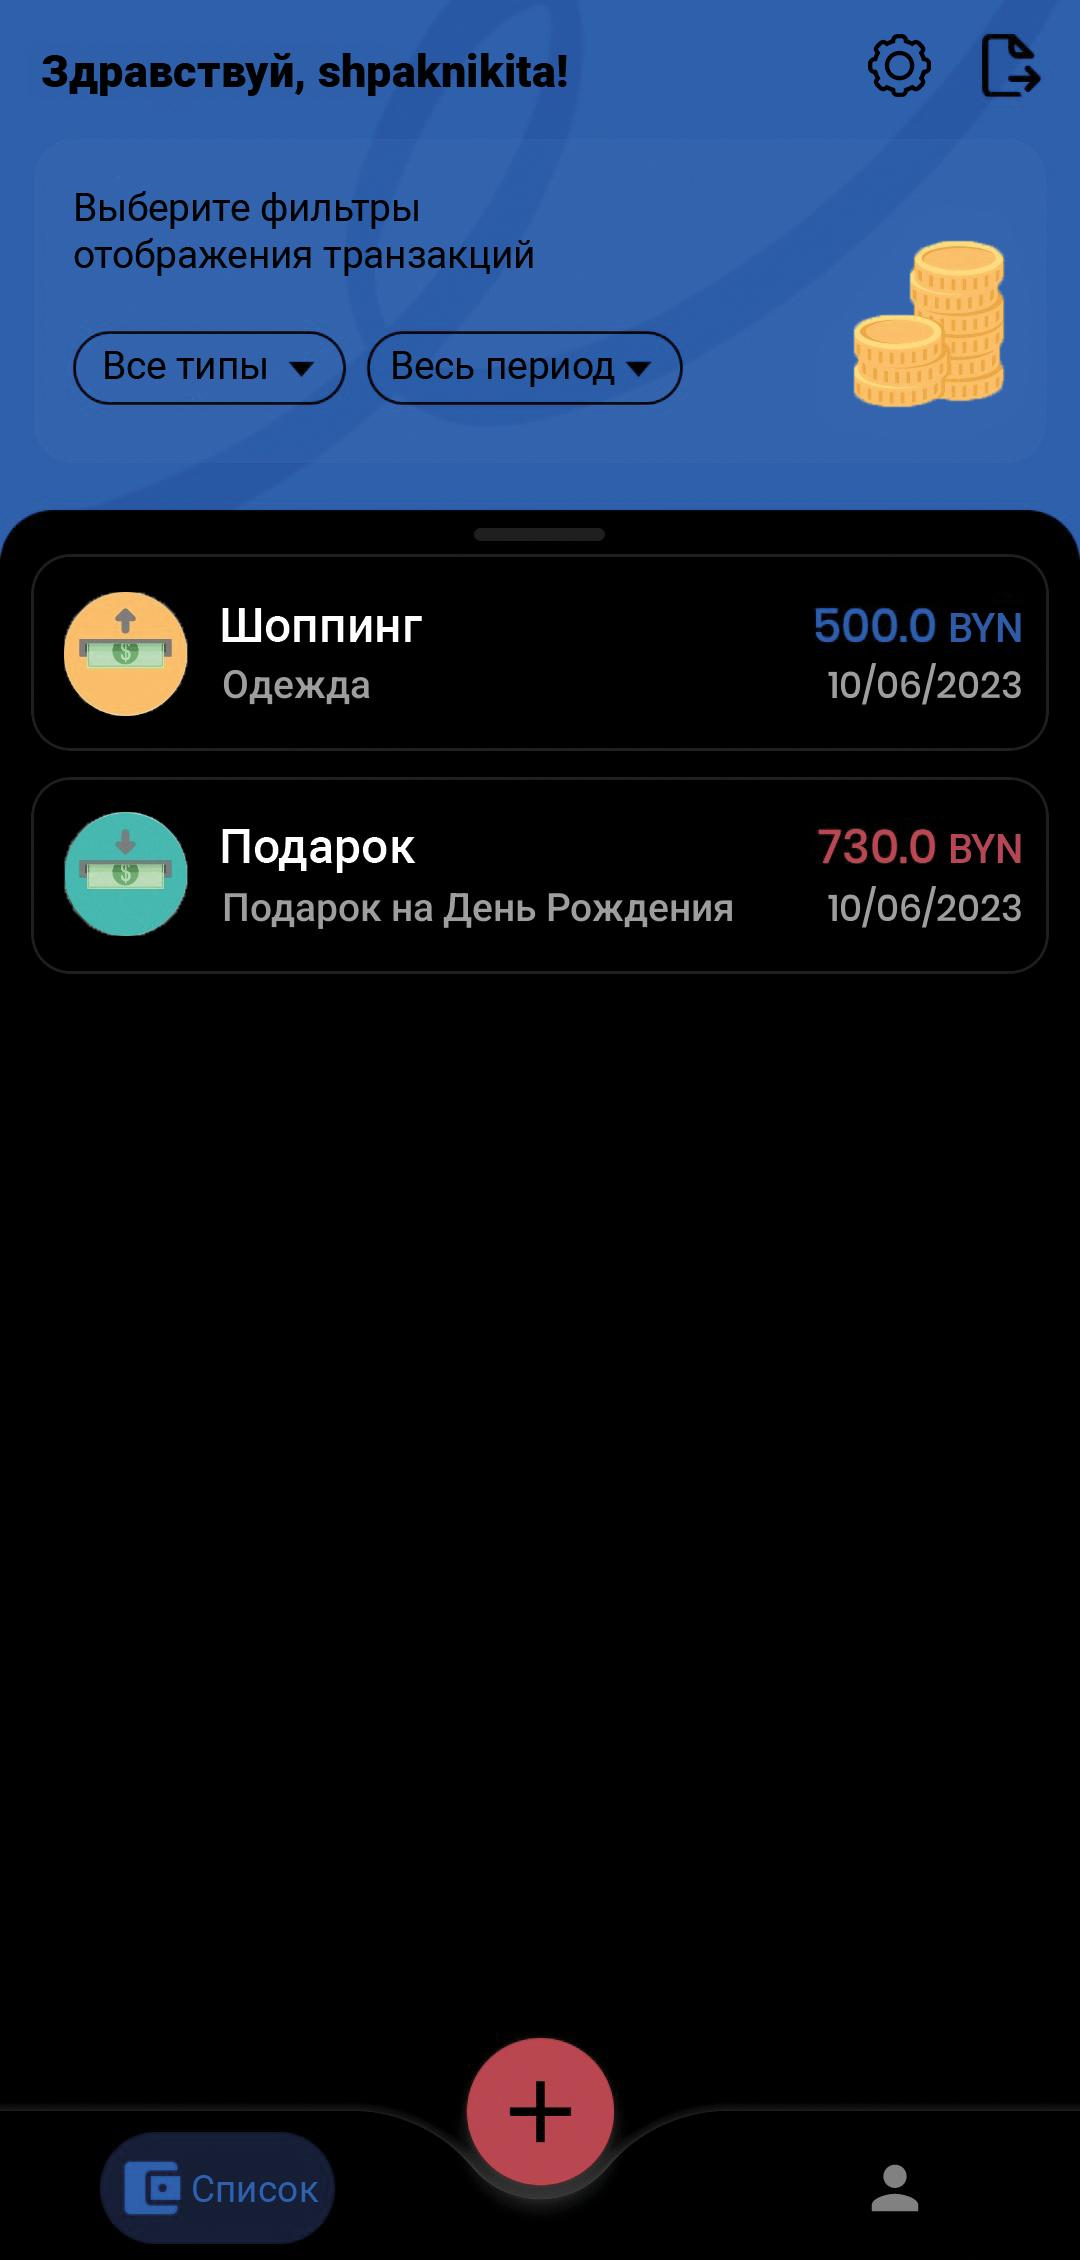 Здравствуй, shpaknikita!
Выберите фильтры
отображения транзакций
Все типы
Весь период
Шоппинг
500.0 BYN
Одежда
10/06/2023
Подарок
730.0 BYN
Подарок на День Рождения
10/06/2023
Список